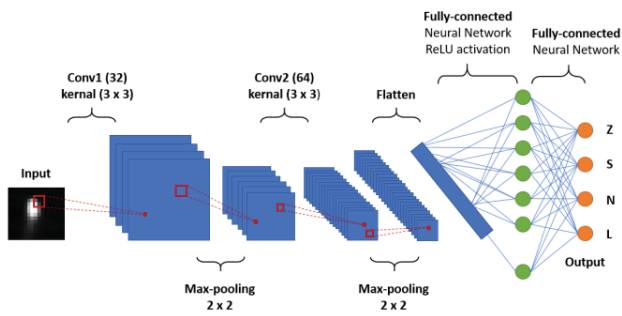 Fully-connected
Neural Network
ReLU activation
Fully-connected
Neural Network
Conv1 (32)
kernal (3 x 3)
Conv2 (64)
kernal (3 x 3)
Flatten
Input
Z
S
N
L
Output
Max-pooling
2 x 2
Max-pooling
2 x 2